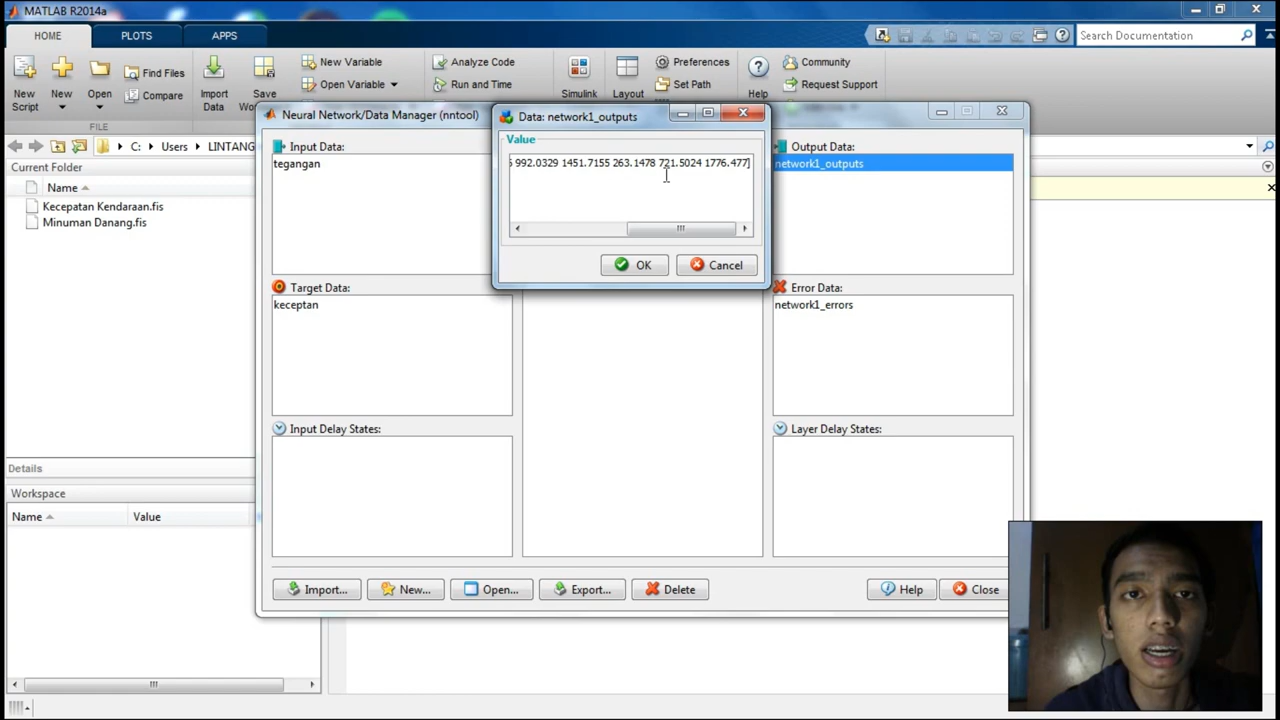 MATLAB R2014a
HOME
PLOTS
APPS
Search Documentation
New Script
New
Open
Find Files
Compare
Import Data
Save
New Variable
Open Variable
Analyze Code
Run and Time
Simulink
Layout
Preferences
Set Path
Help
Community
Request Support
FILE
C: Users LINTANG
Current Folder
Name
Kecepatan Kendaraan.fis
Minuman Danang.fis
Details
Workspace
Name Value
Neural Network/Data Manager (nntool)
Input Data:
tegangan
Target Data:
keceptan
Input Delay States:
Data: network1_outputs
Value
992.0329 1451.7155 263.1478 721.5024 1776.477]
OK
Cancel
Output Data:
network1_outputs
Error Data:
network1_errors
Layer Delay States:
Import...
New...
Open...
Export...
Delete
Help
Close